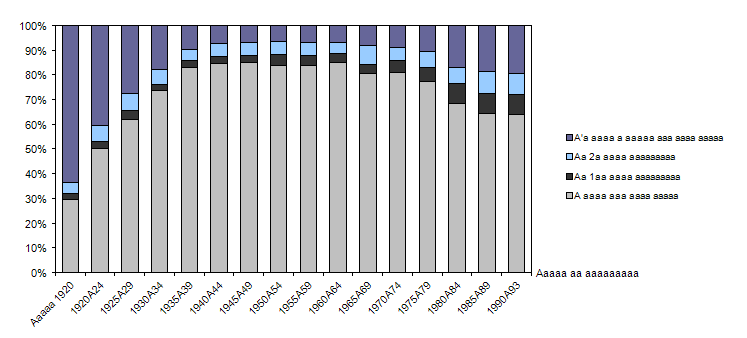 100%
90%
80%
70%
60%
50%
40%
30%
20%
10%
0%
Aaaaa 1920
1920A24
1925A29
1930A34
1935A39
1940A44
1945A49
1950A54
1955A59
1960A64
1965A69
1970A74
1975A79
1980A84
1985A89
1990A93
Aaaaa aa aaaaaaaaa
A'a aaaa a aaaaa aaa aaaa aaaaa
Aa 2a aaaa aaaaaaaaa
Aa 1aa aaaa aaaaaaaaa
A aaaa aaa aaaa aaaaa